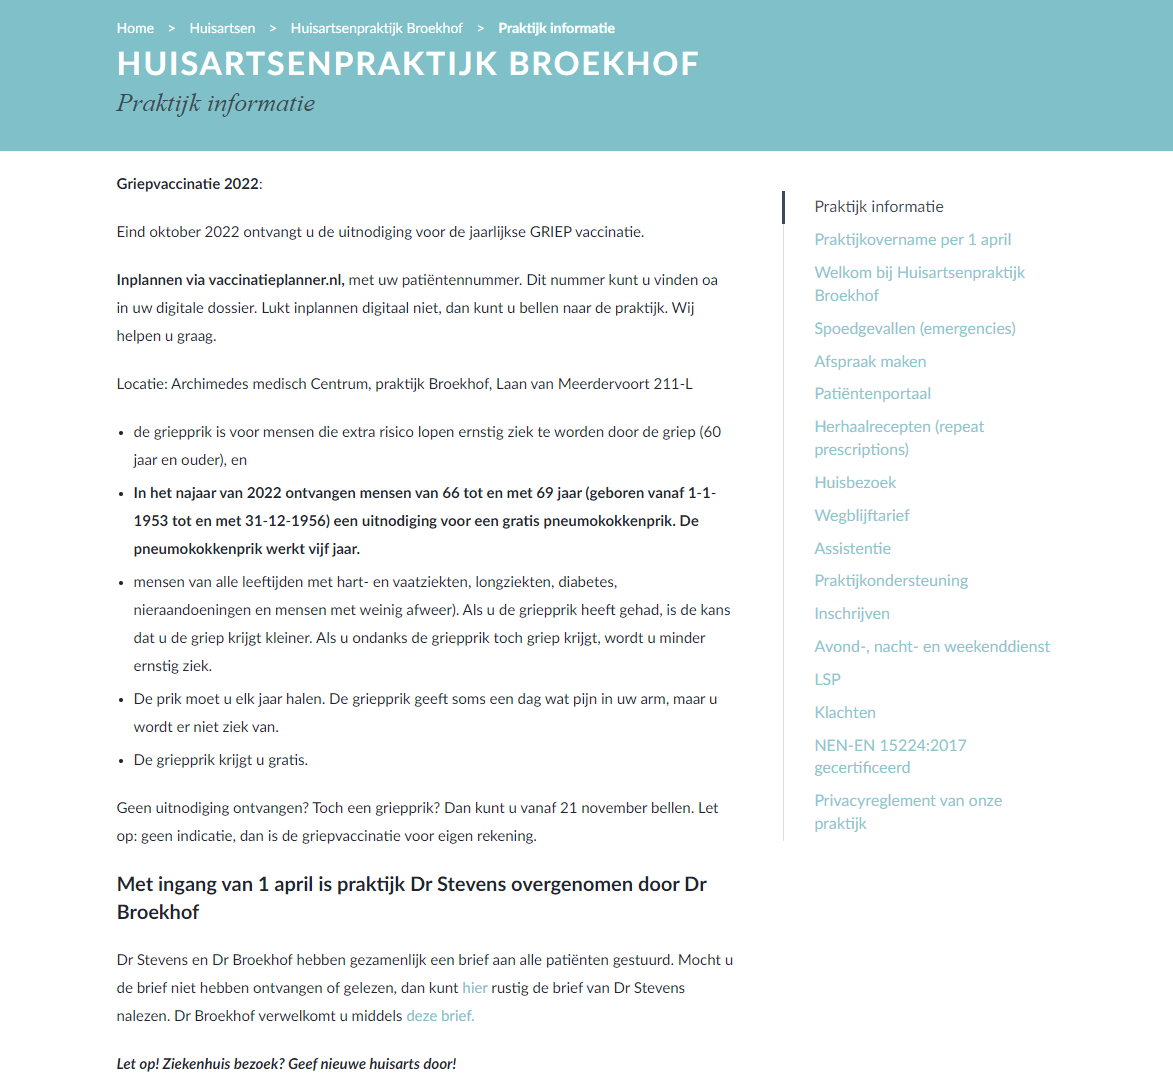 Home > Huisartsen > Huisartsenpraktijk Broekhof > Praktijk informatie
HUISARTSENPRAKTIJK BROEKHOF
Praktijk informatie
Griepvaccinatie 2022:
Eind oktober 2022 ontvangt u de uitnodiging voor de jaarlijkse GRIEP vaccinatie.
Inplannen via vaccinatieplanner.nl, met uw patiëntennummer. Dit nummer kunt u vinden oa
in uw digitale dossier. Lukt inplannen digitaal niet, dan kunt u bellen naar de praktijk. Wij
helpen u graag.
Locatie: Archimedes medisch Centrum, praktijk Broekhof, Laan van Meerdervoort 211-L
• de griepprik is voor mensen die extra risico lopen ernstig ziek te worden door de griep (60
jaar en ouder), en
• In het najaar van 2022 ontvangen mensen van 66 tot en met 69 jaar (geboren vanaf 1-1-
1953 tot en met 31-12-1956) een uitnodiging voor een gratis pneumokokkenprik. De
pneumokokkenprik werkt vijf jaar.
• mensen van alle leeftijden met hart- en vaatziekten, longziekten, diabetes,
nieraandoeningen en mensen met weinig afweer). Als u de griepprik heeft gehad, is de kans
dat u de griep krijgt kleiner. Als u ondanks de griepprik toch griep krijgt, wordt u minder
ernstig ziek.
• De prik moet u elk jaar halen. De griepprik geeft soms een dag wat pijn in uw arm, maar u
wordt er niet ziek van.
• De griepprik krijgt u gratis.
Geen uitnodiging ontvangen? Toch een griepprik? Dan kunt u vanaf 21 november bellen. Let
op: geen indicatie, dan is de griepvaccinatie voor eigen rekening.
Met ingang van 1 april is praktijk Dr Stevens overgenomen door Dr
Broekhof
Dr Stevens en Dr Broekhof hebben gezamenlijk een brief aan alle patiënten gestuurd. Mocht u
de brief niet hebben ontvangen of gelezen, dan kunt hier rustig de brief van Dr Stevens
nalezen. Dr Broekhof verwelkomt u middels deze brief.
Let op! Ziekenhuis bezoek? Geef nieuwe huisarts door!
Praktijk informatie
Praktijkovername per 1 april
Welkom bij Huisartsenpraktijk
Broekhof
Spoedgevallen (emergencies)
Afspraak maken
Patiëntenportaal
Herhaalrecepten (repeat
prescriptions)
Huisbezoek
Wegblijftarief
Assistentie
Praktijkondersteuning
Inschrijven
Avond-, nacht- en weekenddienst
LSP
Klachten
NEN-EN 15224:2017
gecertificeerd
Privacyreglement van onze
praktijk